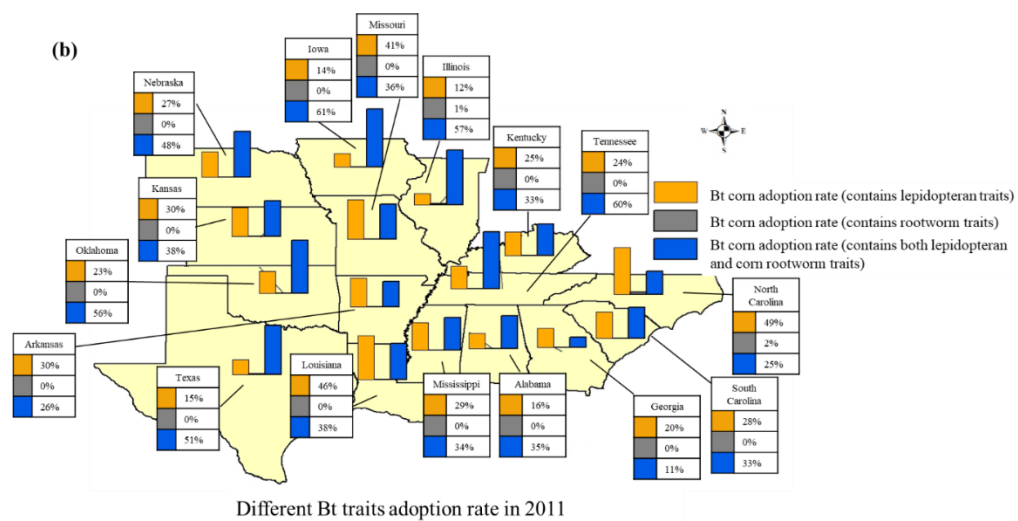 (b)
Missouri
41%
0%
36%
Iowa
14%
0%
61%
Illinois
12%
1%
57%
Nebraska
27%
0%
48%
Kentucky
25%
0%
33%
Tennessee
24%
0%
60%
N
W E
S
Kansas
30%
0%
38%
Bt corn adoption rate (contains lepidopteran traits)
Bt corn adoption rate (contains rootworm traits)
Bt corn adoption rate (contains both lepidopteran
and corn rootworm traits)
Oklahoma
23%
0%
56%
North
Carolina
49%
2%
25%
Arkansas
30%
0%
26%
Texas
15%
0%
51%
Louisiana
46%
0%
38%
Mississippi
29%
0%
34%
Alabama
16%
0%
35%
Georgia
20%
0%
11%
South
Carolina
28%
0%
33%
Different Bt traits adoption rate in 2011